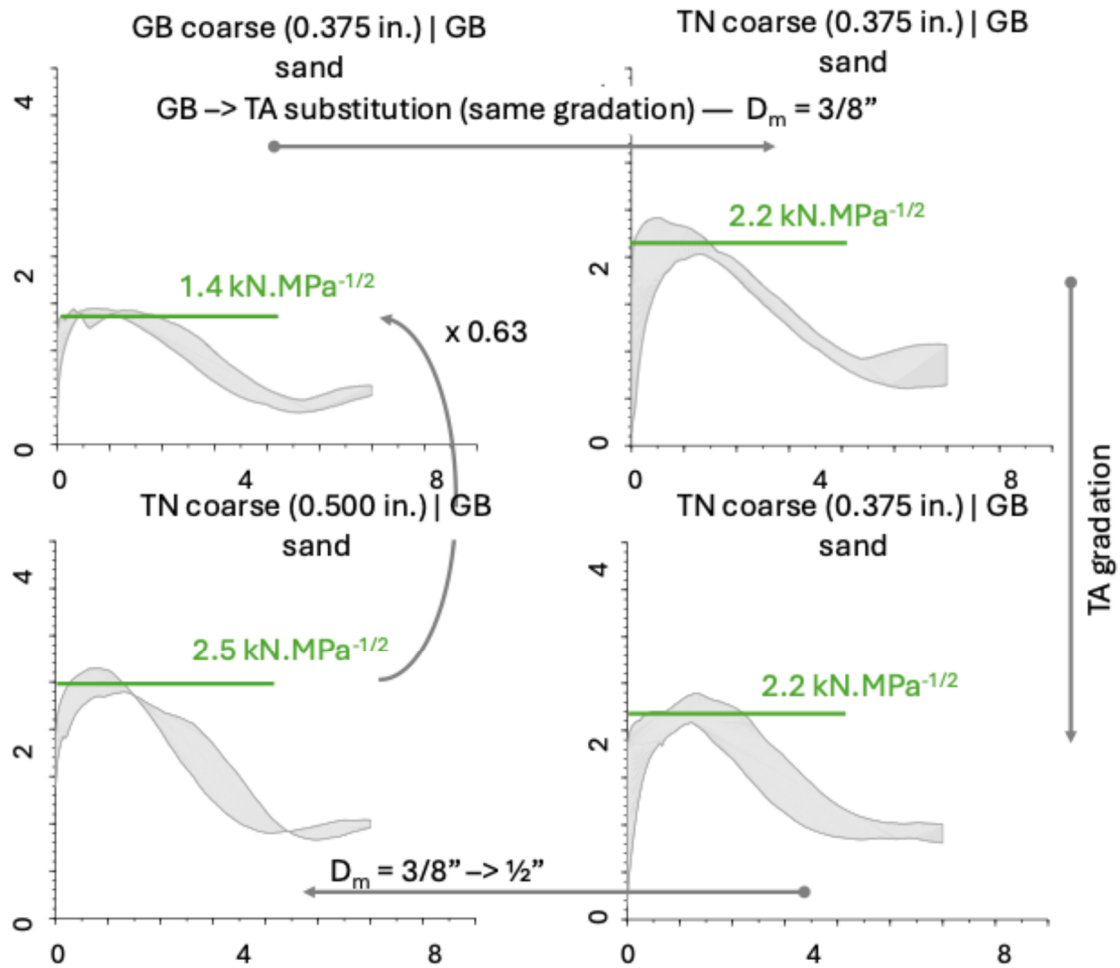 GB coarse (0.375 in.) | GB
sand
TN coarse (0.375 in.) | GB
sand
GB –> TA substitution (same gradation) — Dm = 3/8”
4
2
0
1.4 kN.MPa-1/2
x 0.63
0
4
8
2
0
2.2 kN.MPa-1/2
0
4
8
TA gradation
TN coarse (0.500 in.) | GB
sand
4
2
0
2.5 kN.MPa-1/2
Dm = 3/8” –> ½”
0
4
8
TN coarse (0.375 in.) | GB
sand
4
2
0
2.2 kN.MPa-1/2
0
4
8